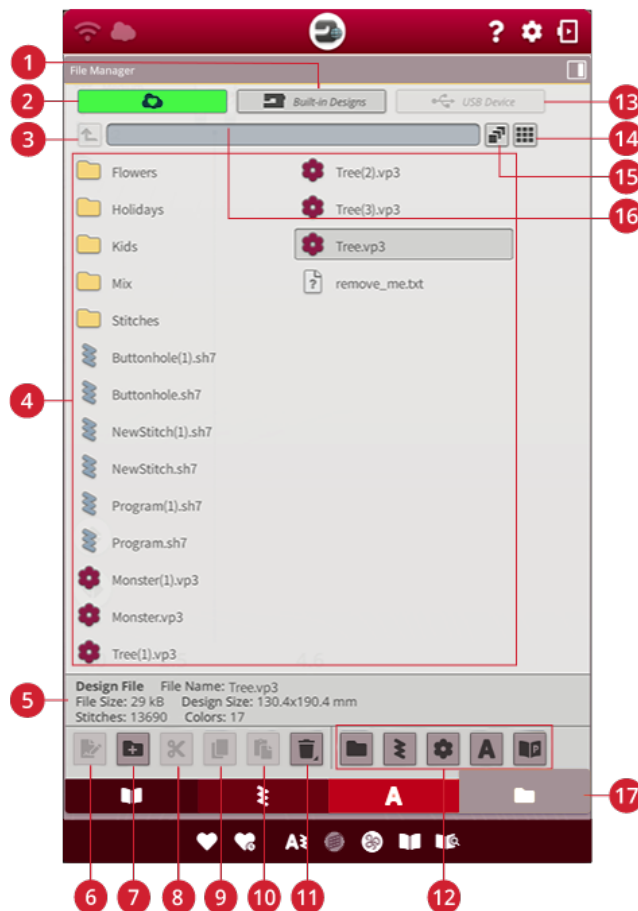 ?
File Manager
1
2
Built-in Designs
USB Device
13
3
14
15
16
Flowers
Tree(2).vp3
Holidays
Tree(3).vp3
Kids
Tree.vp3
Mix
? remove_me.txt
Stitches
Buttonhole(1).sh7
4
Buttonhole.sh7
NewStitch(1).sh7
NewStitch.sh7
Program(1).sh7
Program.sh7
Monster(1).vp3
Monster.vp3
Tree(1).vp3
5
Design File File Name: Tree.vp3
File Size: 29 kB Design Size: 130.4x190.4 mm
Stitches: 13690 Colors: 17
A P
A
17
A
6 7 8 9 10 11 12